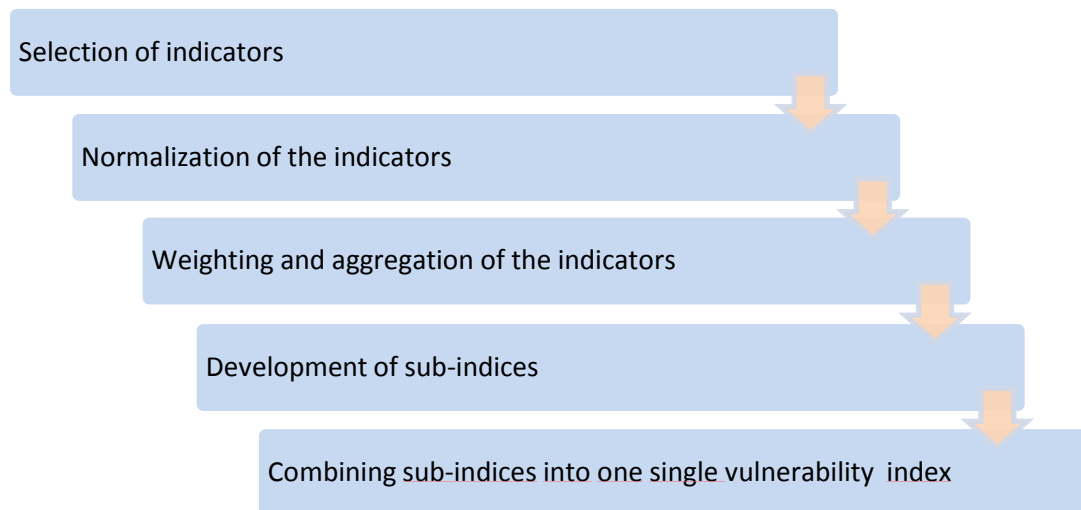 Selection of indicators
Normalization of the indicators
Weighting and aggregation of the indicators
Development of sub-indices
Combining sub-indices into one single vulnerability index